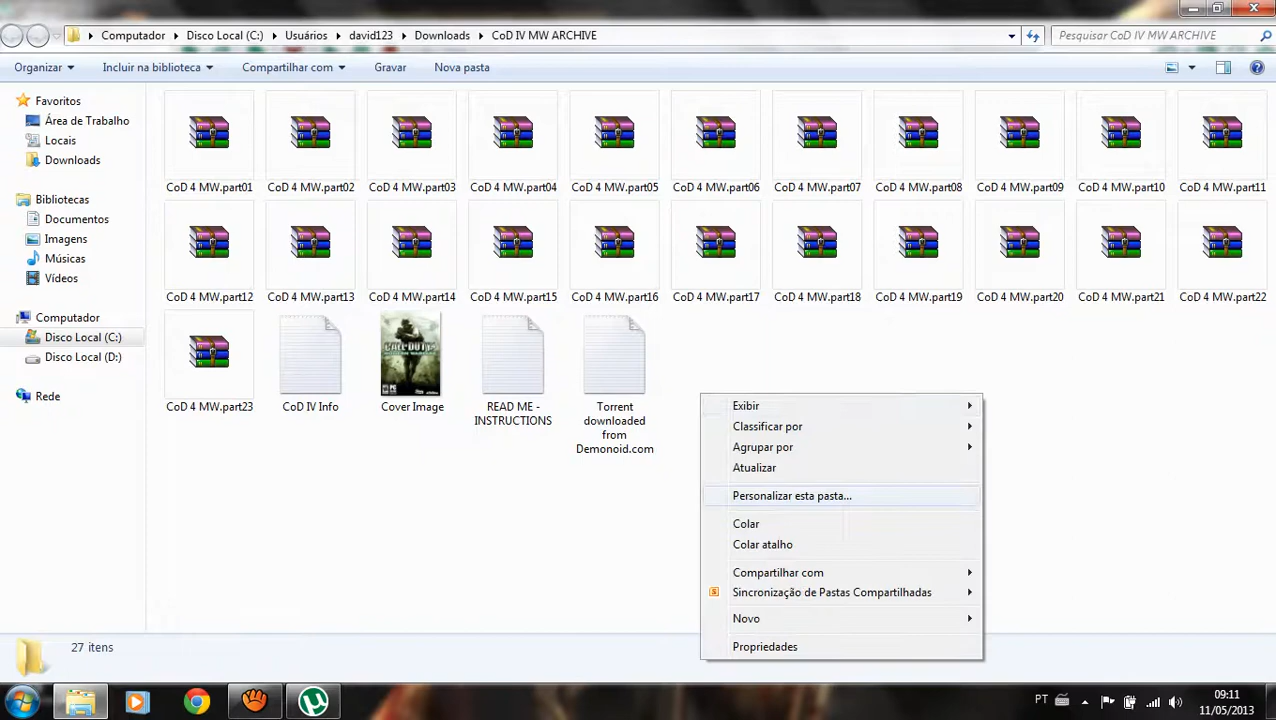 Computador Disco Local (C:) Usuários david123 Downloads CoD IV MW ARCHIVE
Pesquisar CoD IV MW ARCHIVE
Organizar Incluir na biblioteca Compartilhar com Gravar Nova pasta
Favoritos
Área de Trabalho
Locais
Downloads
Bibliotecas
Documentos
Imagens
Músicas
Vídeos
Computador
Disco Local (C:)
Disco Local (D:)
Rede
CoD 4 MW.part01 CoD 4 MW.part02 CoD 4 MW.part03 CoD 4 MW.part04 CoD 4 MW.part05 CoD 4 MW.part06 CoD 4 MW.part07 CoD 4 MW.part08 CoD 4 MW.part09 CoD 4 MW.part10 CoD 4 MW.part11
CoD 4 MW.part12 CoD 4 MW.part13 CoD 4 MW.part14 CoD 4 MW.part15 CoD 4 MW.part16 CoD 4 MW.part17 CoD 4 MW.part18 CoD 4 MW.part19 CoD 4 MW.part20 CoD 4 MW.part21 CoD 4 MW.part22
CALL OF DUTY
CoD 4 MW.part23 CoD IV Info Cover Image READ ME -
INSTRUCTIONS
Torrent
downloaded
from
Demonoid.com
Exibir
Classificar por
Agrupar por
Atualizar
Personalizar esta pasta...
Colar
Colar atalho
Compartilhar com
Sincronização de Pastas Compartilhadas
Novo
Propriedades
27 itens
PT
09:11
11/05/2013